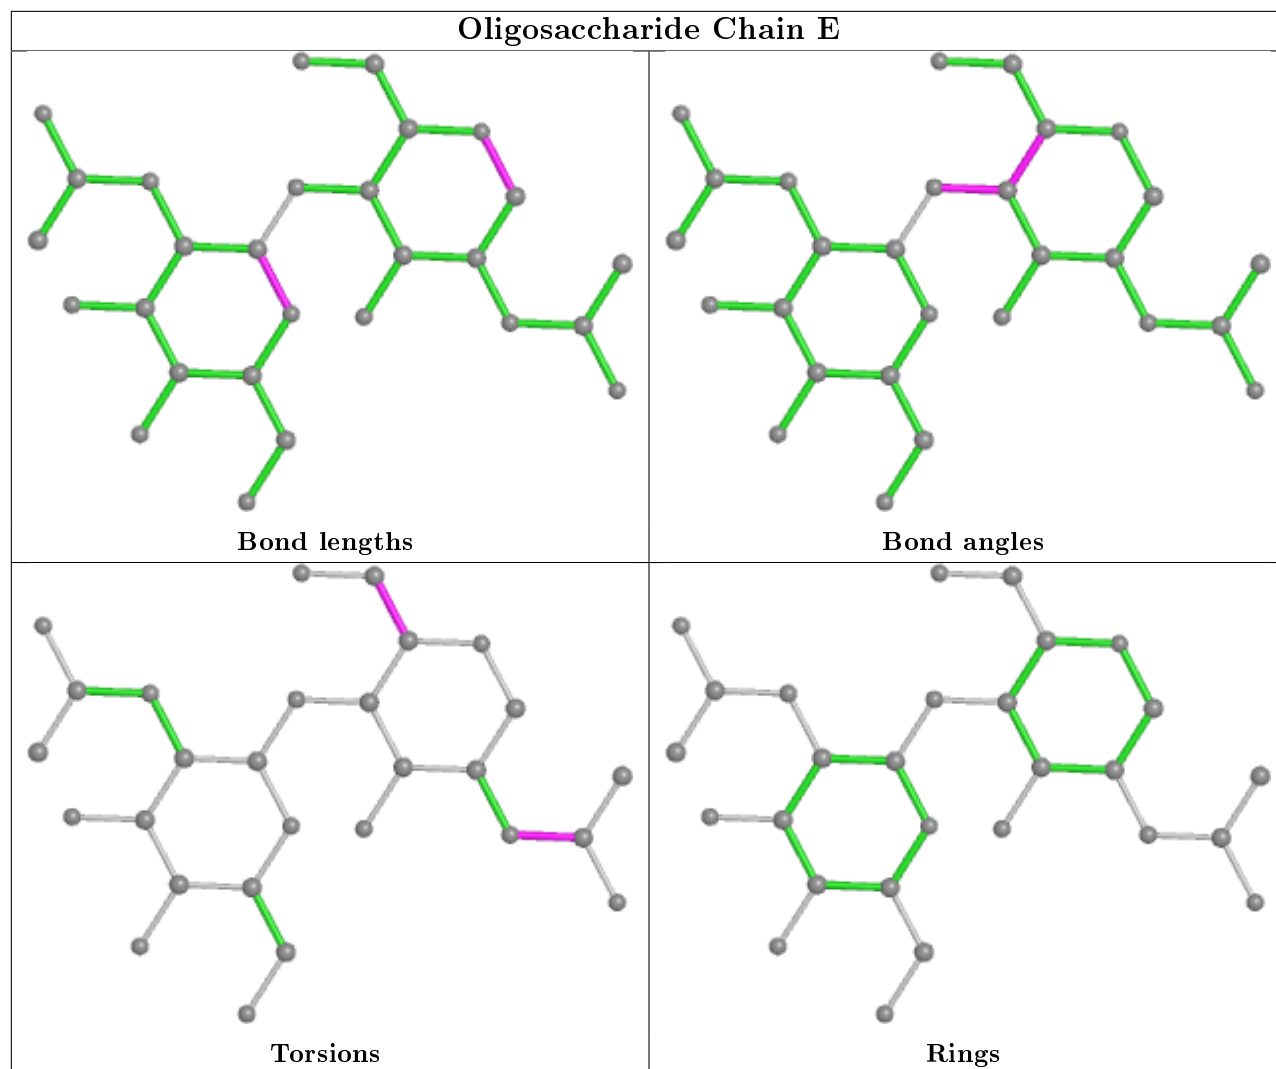 Oligosaccharide Chain E
Bond lengths
Bond angles
Torsions
Rings